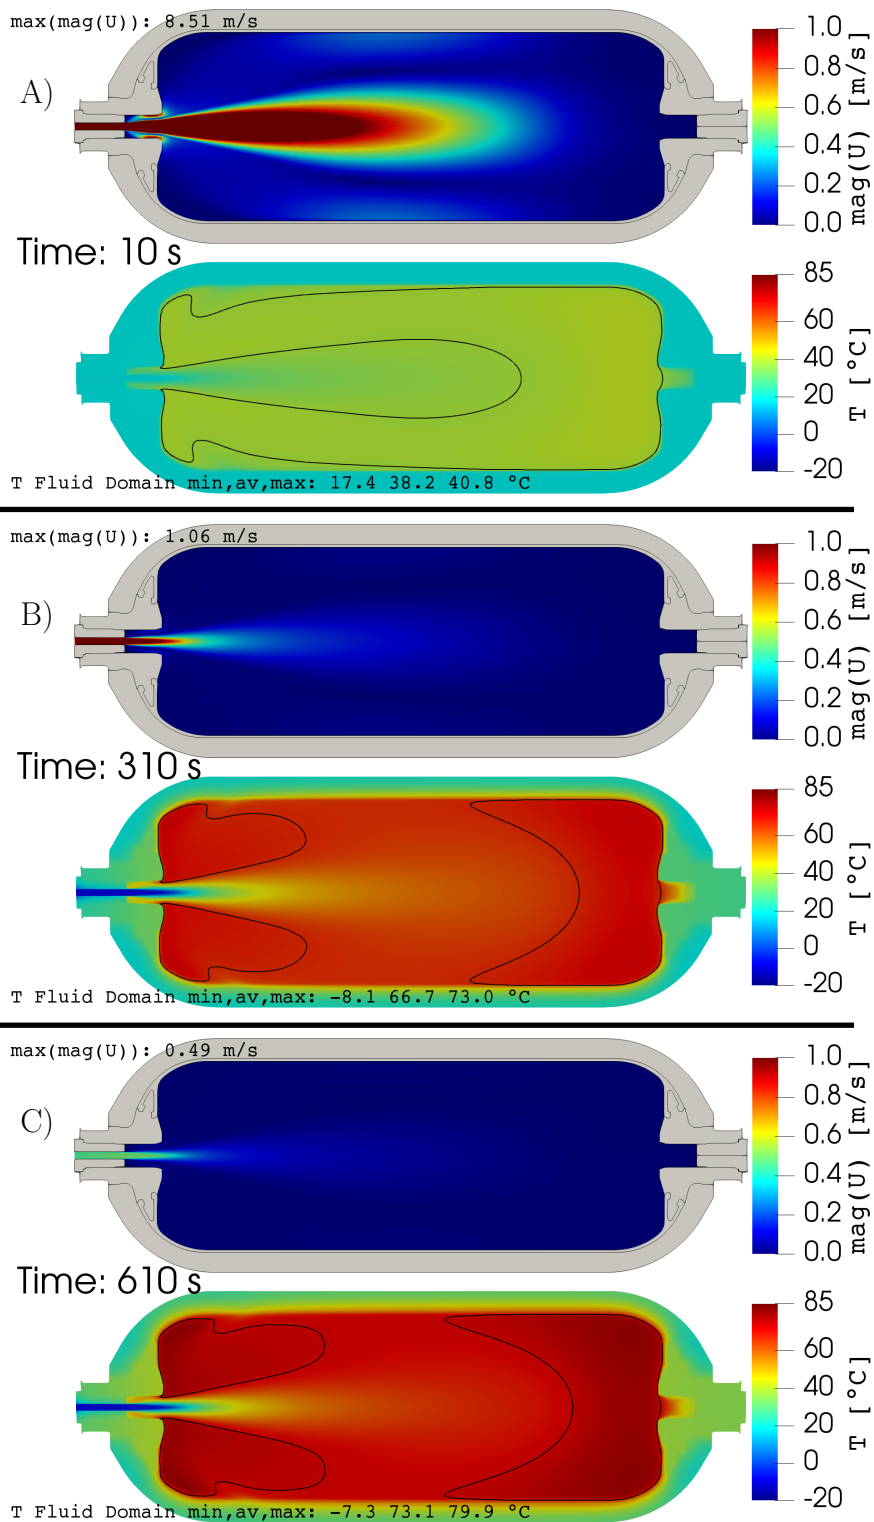 max(mag(U)): 8.51 m/s
A)
1.0
0.8
0.6
0.4
0.2
0.0
mag(U) [m/s]
Time: 10 s
85
60
40
20
0
-20
T [°C]
T Fluid Domain min,av,max: 17.4 38.2 40.8 °C
max(mag(U)): 1.06 m/s
B)
1.0
0.8
0.6
0.4
0.2
0.0
mag(U) [m/s]
Time: 310 s
85
60
40
20
0
-20
T [°C]
T Fluid Domain min,av,max: -8.1 66.7 73.0 °C
max(mag(U)): 0.49 m/s
C)
1.0
0.8
0.6
0.4
0.2
0.0
mag(U) [m/s]
Time: 610 s
85
60
40
20
0
-20
T [°C]
T Fluid Domain min,av,max: -7.3 73.1 79.9 °C